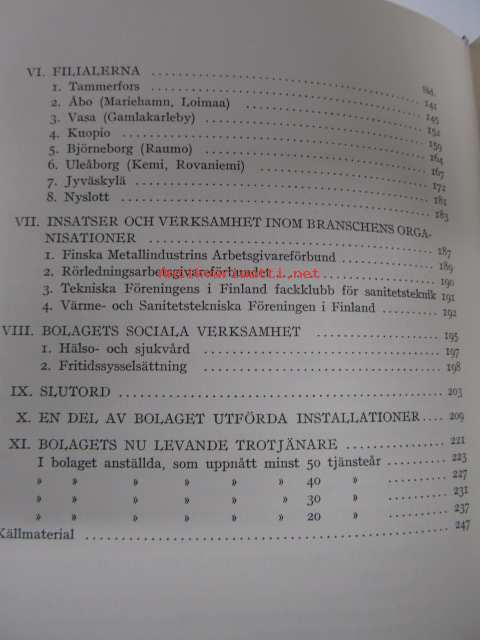 Sid.
VI. FILIALERNA .......... 141
1. Tammerfors .......... 145
2. Åbo (Mariehamn, Loimaa) .......... 151
3. Vasa (Gamlakarleby) .......... 159
4. Kuopio .......... 164
5. Björneborg (Raumo) .......... 167
6. Uleåborg (Kemi, Rovaniemi) .......... 172
7. Jyväskylä .......... 181
8. Nyslott .......... 183
VII. INSATSER OCH VERKSAMHET INOM BRANSCHENS ORGA-
NISATIONER .......... 187
1. Finska Metallindustrins Arbetsgivareförbund .......... 189
2. Rörledningsarbetsgivareförbundet .......... 190
3. Tekniska Föreningens i Finland fackklubb för sanitetsteknik 191
4. Värme- och Sanitetstekniska Föreningen i Finland .......... 192
VIII. BOLAGETS SOCIALA VERKSAMHET .......... 195
1. Hälso- och sjukvård .......... 197
2. Fritidssysselsättning .......... 198
IX. SLUTORD .......... 203
X. EN DEL AV BOLAGET UTFÖRDA INSTALLATIONER .... 209
XI. BOLAGETS NU LEVANDE TROTJÄNARE .......... 221
I bolaget anställda, som uppnått minst 50 tjänsteår .......... 223
» » » » » » 40 » .......... 227
» » » » » » 30 » .......... 231
» » » » » » 20 » .......... 237
Källmaterial .......... 247